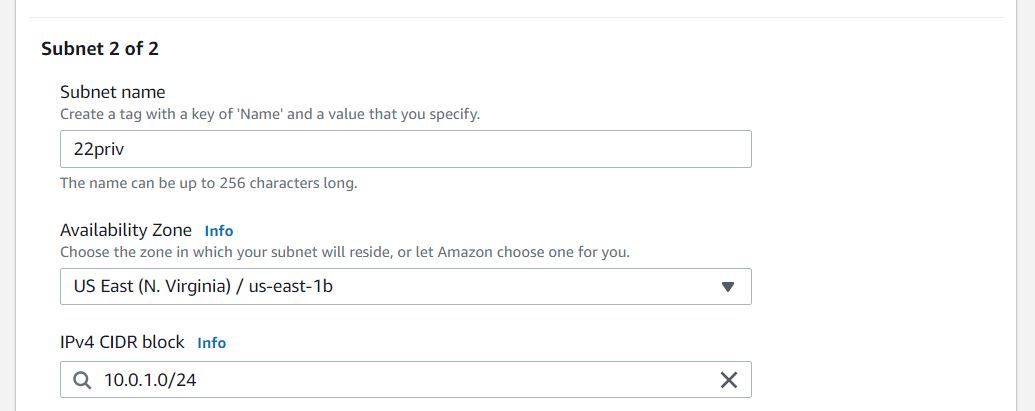 Subnet 2 of 2
Subnet name
Create a tag with a key of 'Name' and a value that you specify.
22priv
The name can be up to 256 characters long.
Availability Zone Info
Choose the zone in which your subnet will reside, or let Amazon choose one for you.
US East (N. Virginia) / us-east-1b
IPv4 CIDR block Info
10.0.1.0/24